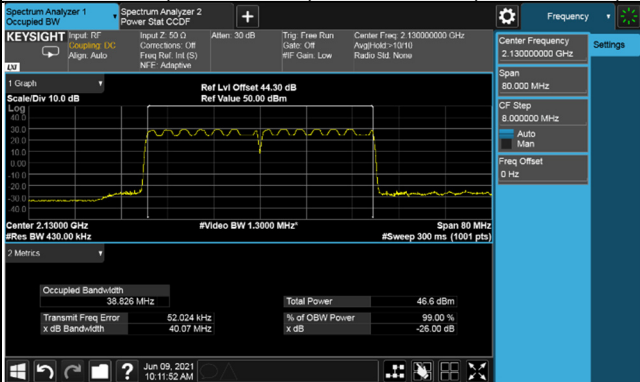 Spectrum Analyzer 1
Occupied BW
Spectrum Analyzer 2
Power Stat CCDF
Frequency
KEYSIGHT
Input: RF
Coupling: DC
Align: Auto
Input Z: 50 Ω
Corrections: Off
Freq Ref: Int (S)
NFE: Adaptive
Atten: 30 dB
Trig: Free Run
Gate: Off
#IF Gain: Low
Center Freq: 2.130000000 GHz
Avg|Hold:>10/10
Radio Std: None
LXI
Center Frequency
2.130000000 GHz
Settings
Span
80.000 MHz
CF Step
8.000000 MHz
Auto
Man
Freq Offset
0 Hz
1 Graph
Scale/Div 10.0 dB
Ref Lvl Offset 44.30 dB
Ref Value 50.00 dBm
Log
40.0
30.0
20.0
10.0
0.00
-10.0
-20.0
-30.0
-40.0
Center 2.13000 GHz
#Video BW 1.3000 MHz*
Span 80 MHz
#Res BW 430.00 kHz
#Sweep 300 ms (1001 pts)
2 Metrics
Occupied Bandwidth
38.826 MHz
Total Power 46.6 dBm
Transmit Freq Error 52.024 kHz
% of OBW Power 99.00 %
x dB Bandwidth 40.07 MHz
x dB -26.00 dB
?
Jun 09, 2021
10:11:52 AM